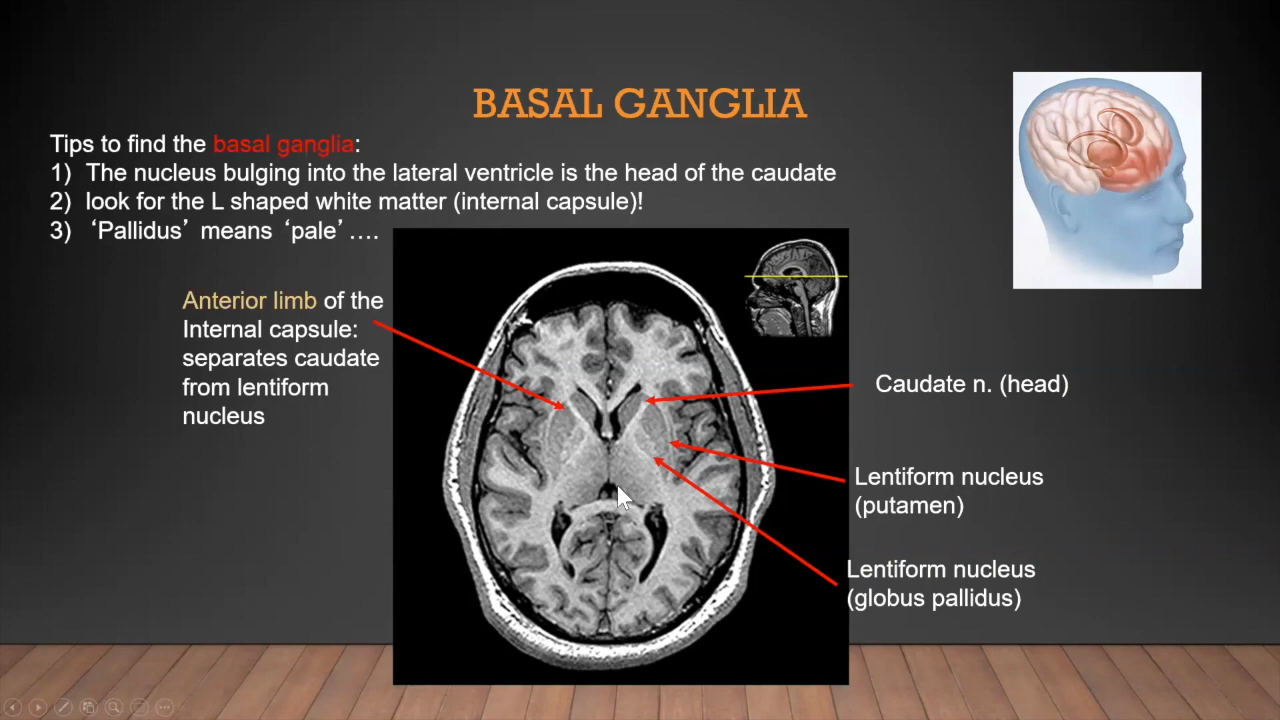 BASAL GANGLIA
Tips to find the basal ganglia:
1) The nucleus bulging into the lateral ventricle is the head of the caudate
2) look for the L shaped white matter (internal capsule)!
3) ‘Pallidus’ means ‘pale’….
Anterior limb of the
Internal capsule:
separates caudate
from lentiform
nucleus
Caudate n. (head)
Lentiform nucleus
(putamen)
Lentiform nucleus
(globus pallidus)